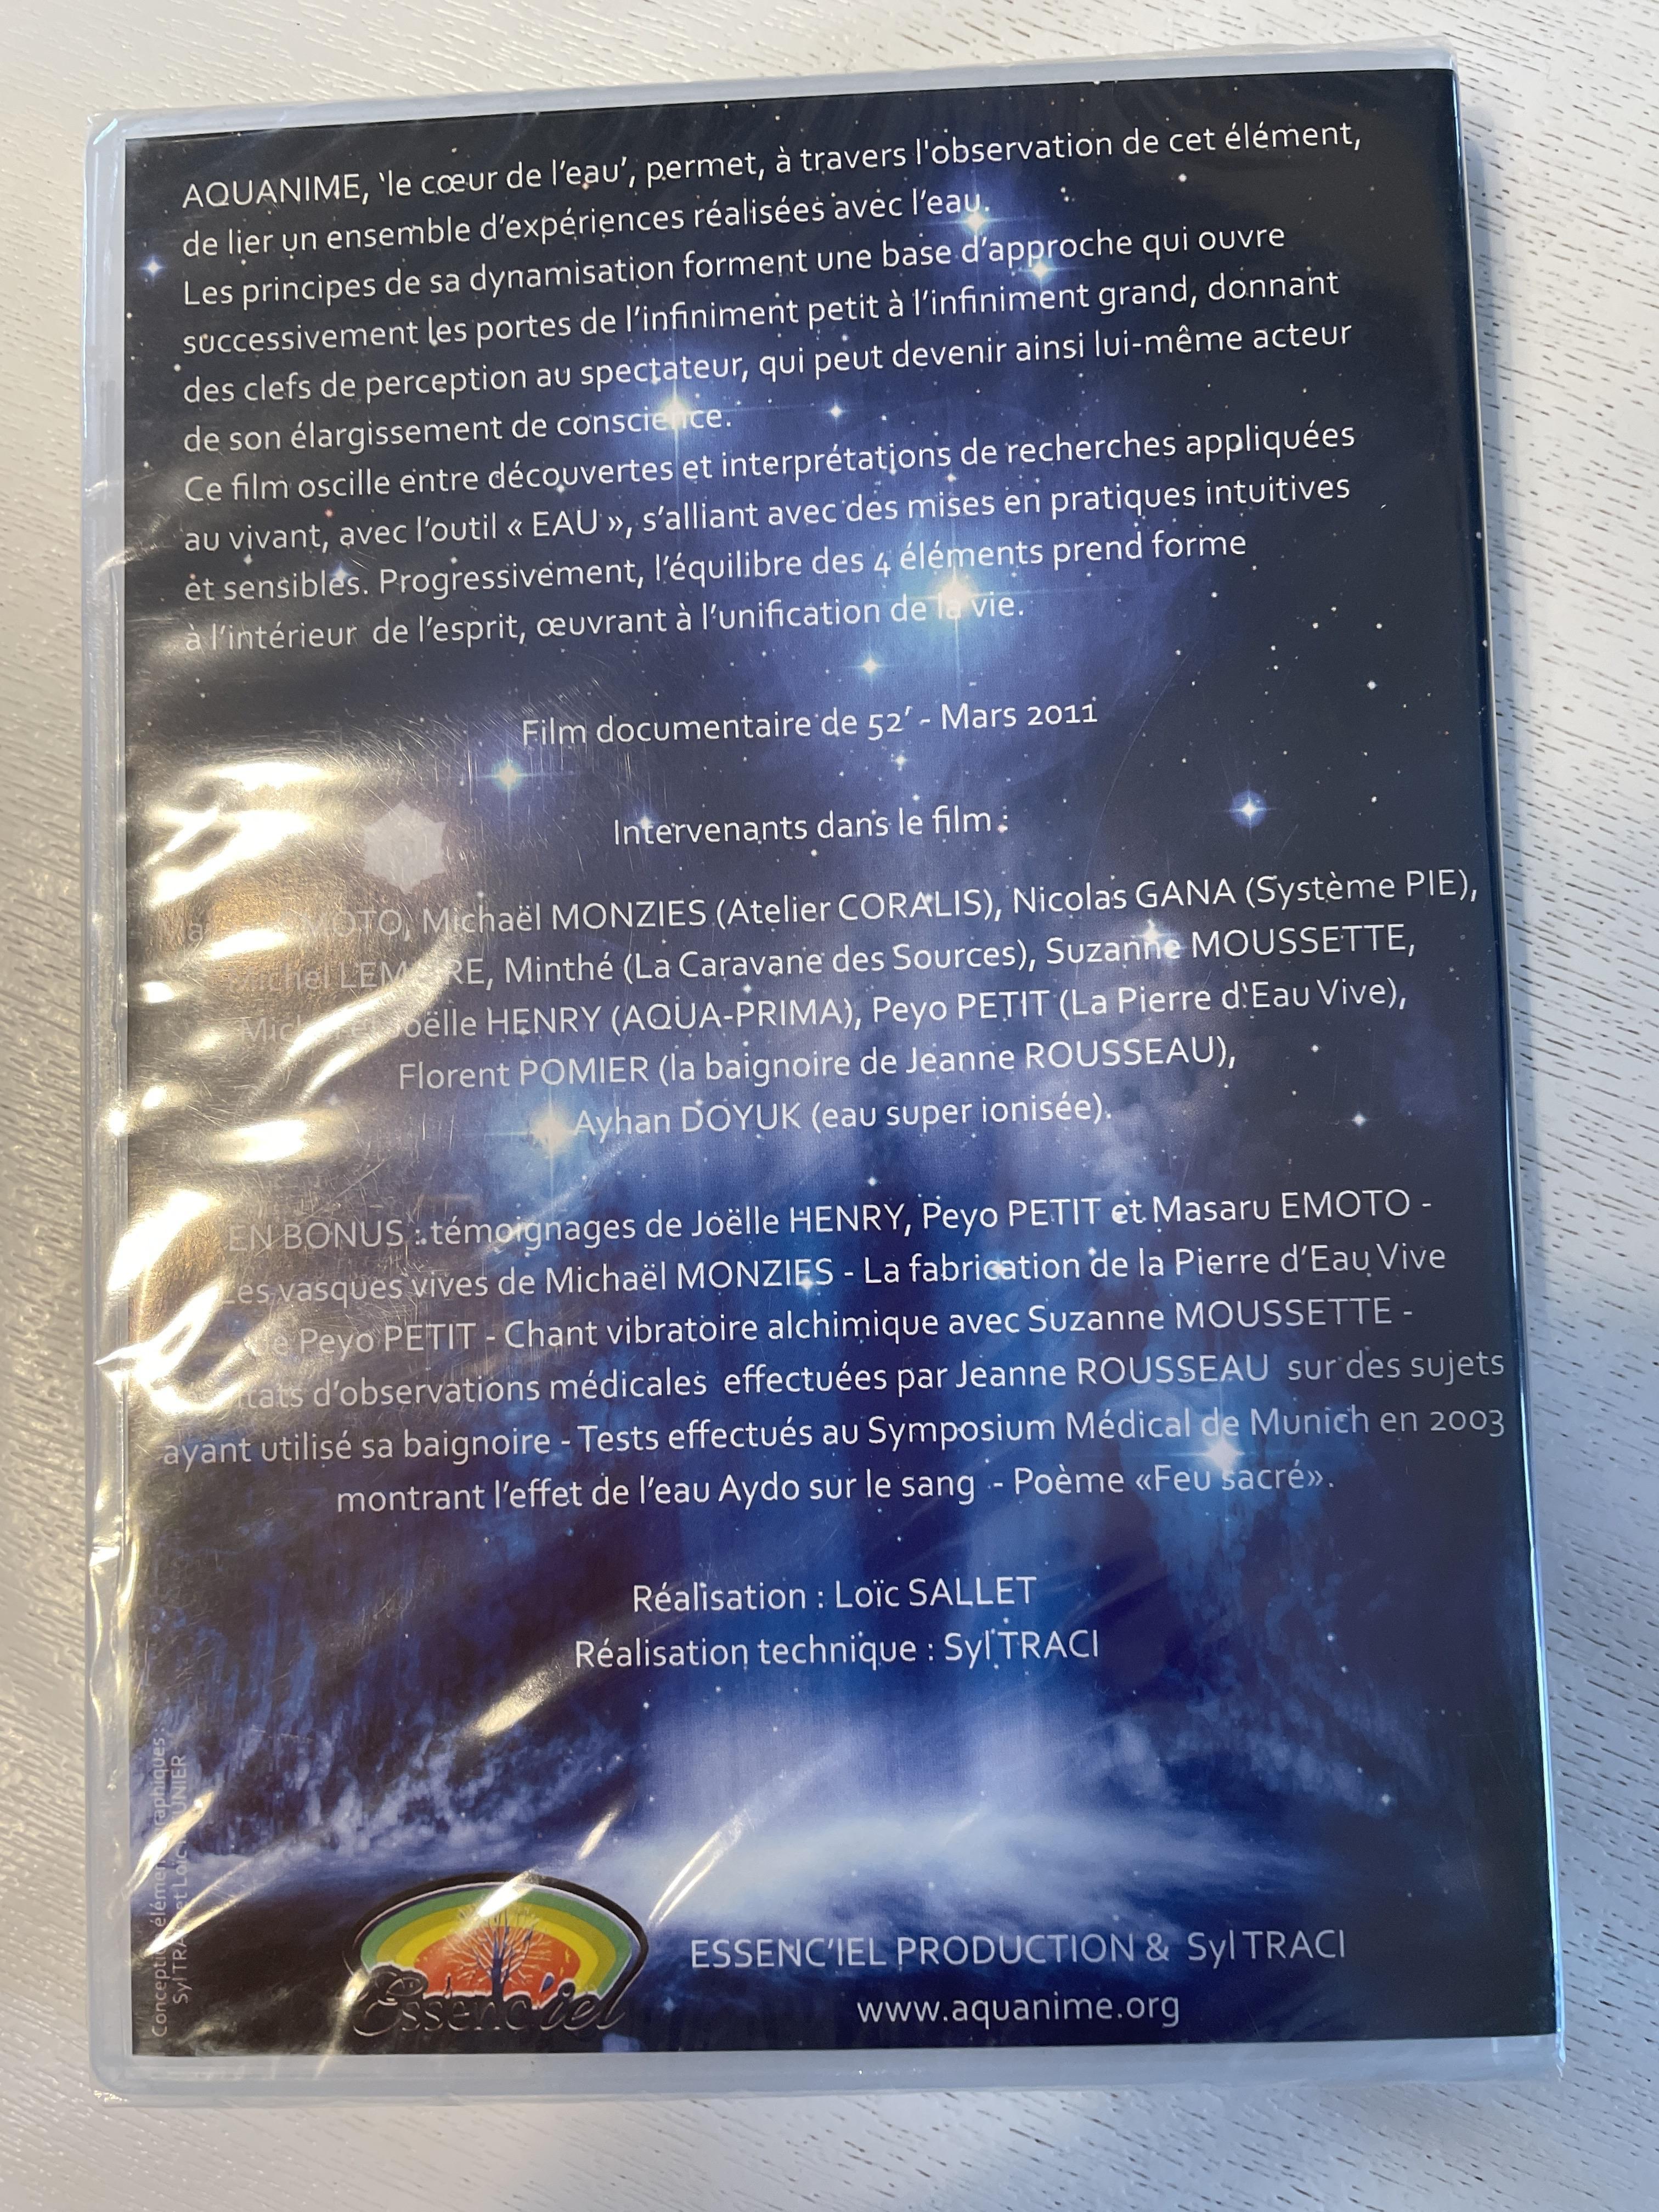 AQUANIME, 'le cœur de l'eau', permet, à travers l'observation de cet élément,
de lier un ensemble d'expériences réalisées avec l'eau.
Les principes de sa dynamisation forment une base d'approche qui ouvre
successivement les portes de l'infiniment petit à l'infiniment grand, donnant
des clefs de perception au spectateur, qui peut devenir ainsi lui-même acteur
de son élargissement de conscience.
Ce film oscille entre découvertes et interprétations de recherches appliquées
au vivant, avec l'outil « EAU », s'alliant avec des mises en pratiques intuitives
et sensibles. Progressivement, l'équilibre des 4 éléments prend forme
à l'intérieur de l'esprit, œuvrant à l'unification de la vie.
Film documentaire de 52' - Mars 2011
Intervenants dans le film :
EMOTO, Michaël MONZIES (Atelier CORALIS), Nicolas GANA (Système PIE),
Minthé (La Caravane des Sources), Suzanne MOUSSETTE,
Joëlle HENRY (AQUA-PRIMA), Peyo PETIT (La Pierre d'Eau Vive),
Florent POMIER (la baignoire de Jeanne ROUSSEAU),
Ayhan DOYUK (eau super ionisée).
EN BONUS : témoignages de Joëlle HENRY, Peyo PETIT et Masaru EMOTO -
Les vasques vives de Michaël MONZIES - La fabrication de la Pierre d'Eau Vive
de Peyo PETIT - Chant vibratoire alchimique avec Suzanne MOUSSETTE -
d'observations médicales effectuées par Jeanne ROUSSEAU sur des sujets
ayant utilisé sa baignoire - Tests effectués au Symposium Médical de Munich en 2003
montrant l'effet de l'eau Aydo sur le sang - Poème «Feu sacré».
Réalisation : Loïc SALLET
Réalisation technique : Syl TRACI
Conception
Syl et Loïc
Essenc'iel
ESSENC'IEL PRODUCTION & Syl TRACI
www.aquanime.org